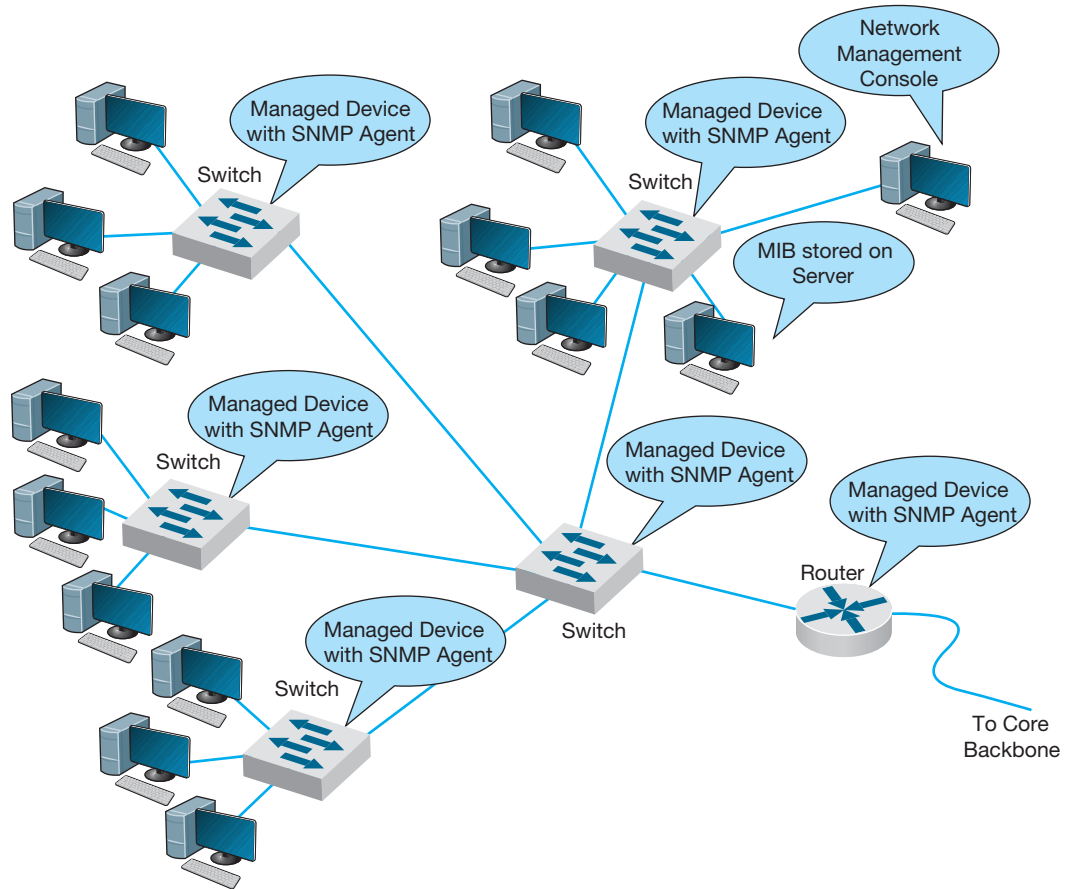 Network
Management
Console
Managed Device
with SNMP Agent
Switch
Managed Device
with SNMP Agent
Switch
MIB stored on
Server
Managed Device
with SNMP Agent
Switch
Managed Device
with SNMP Agent
Switch
Managed Device
with SNMP Agent
Router
Managed Device
with SNMP Agent
Switch
To Core
Backbone